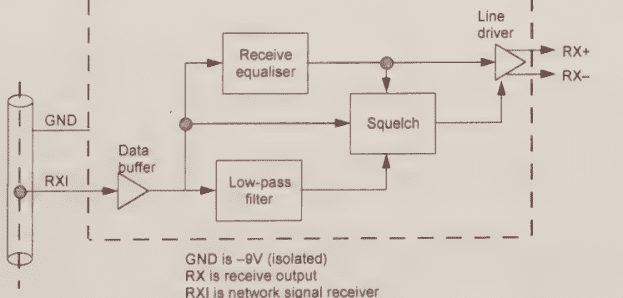 Line
driver
Receive
equaliser
RX+
RX–
GND
Squelch
Data
buffer
RXI
Low-pass
filter
GND is –9V (isolated)
RX is receive output
RXI is network signal receiver